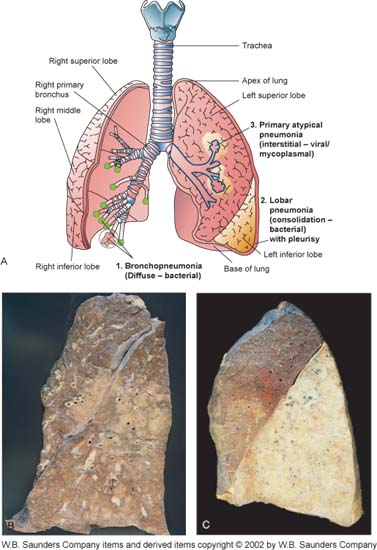 Right superior lobe
Right primary
bronchus
Right middle
lobe
Right inferior lobe
1. Bronchopneumonia
(Diffuse – bacterial)
Trachea
Apex of lung
Left superior lobe
3. Primary atypical
pneumonia
(interstitial – viral/
mycoplasmal)
2. Lobar
pneumonia
(consolidation –
bacterial)
with pleurisy
Left inferior lobe
Base of lung
A
B
C
W.B. Saunders Company items and derived items copyright © 2002 by W.B. Saunders Company